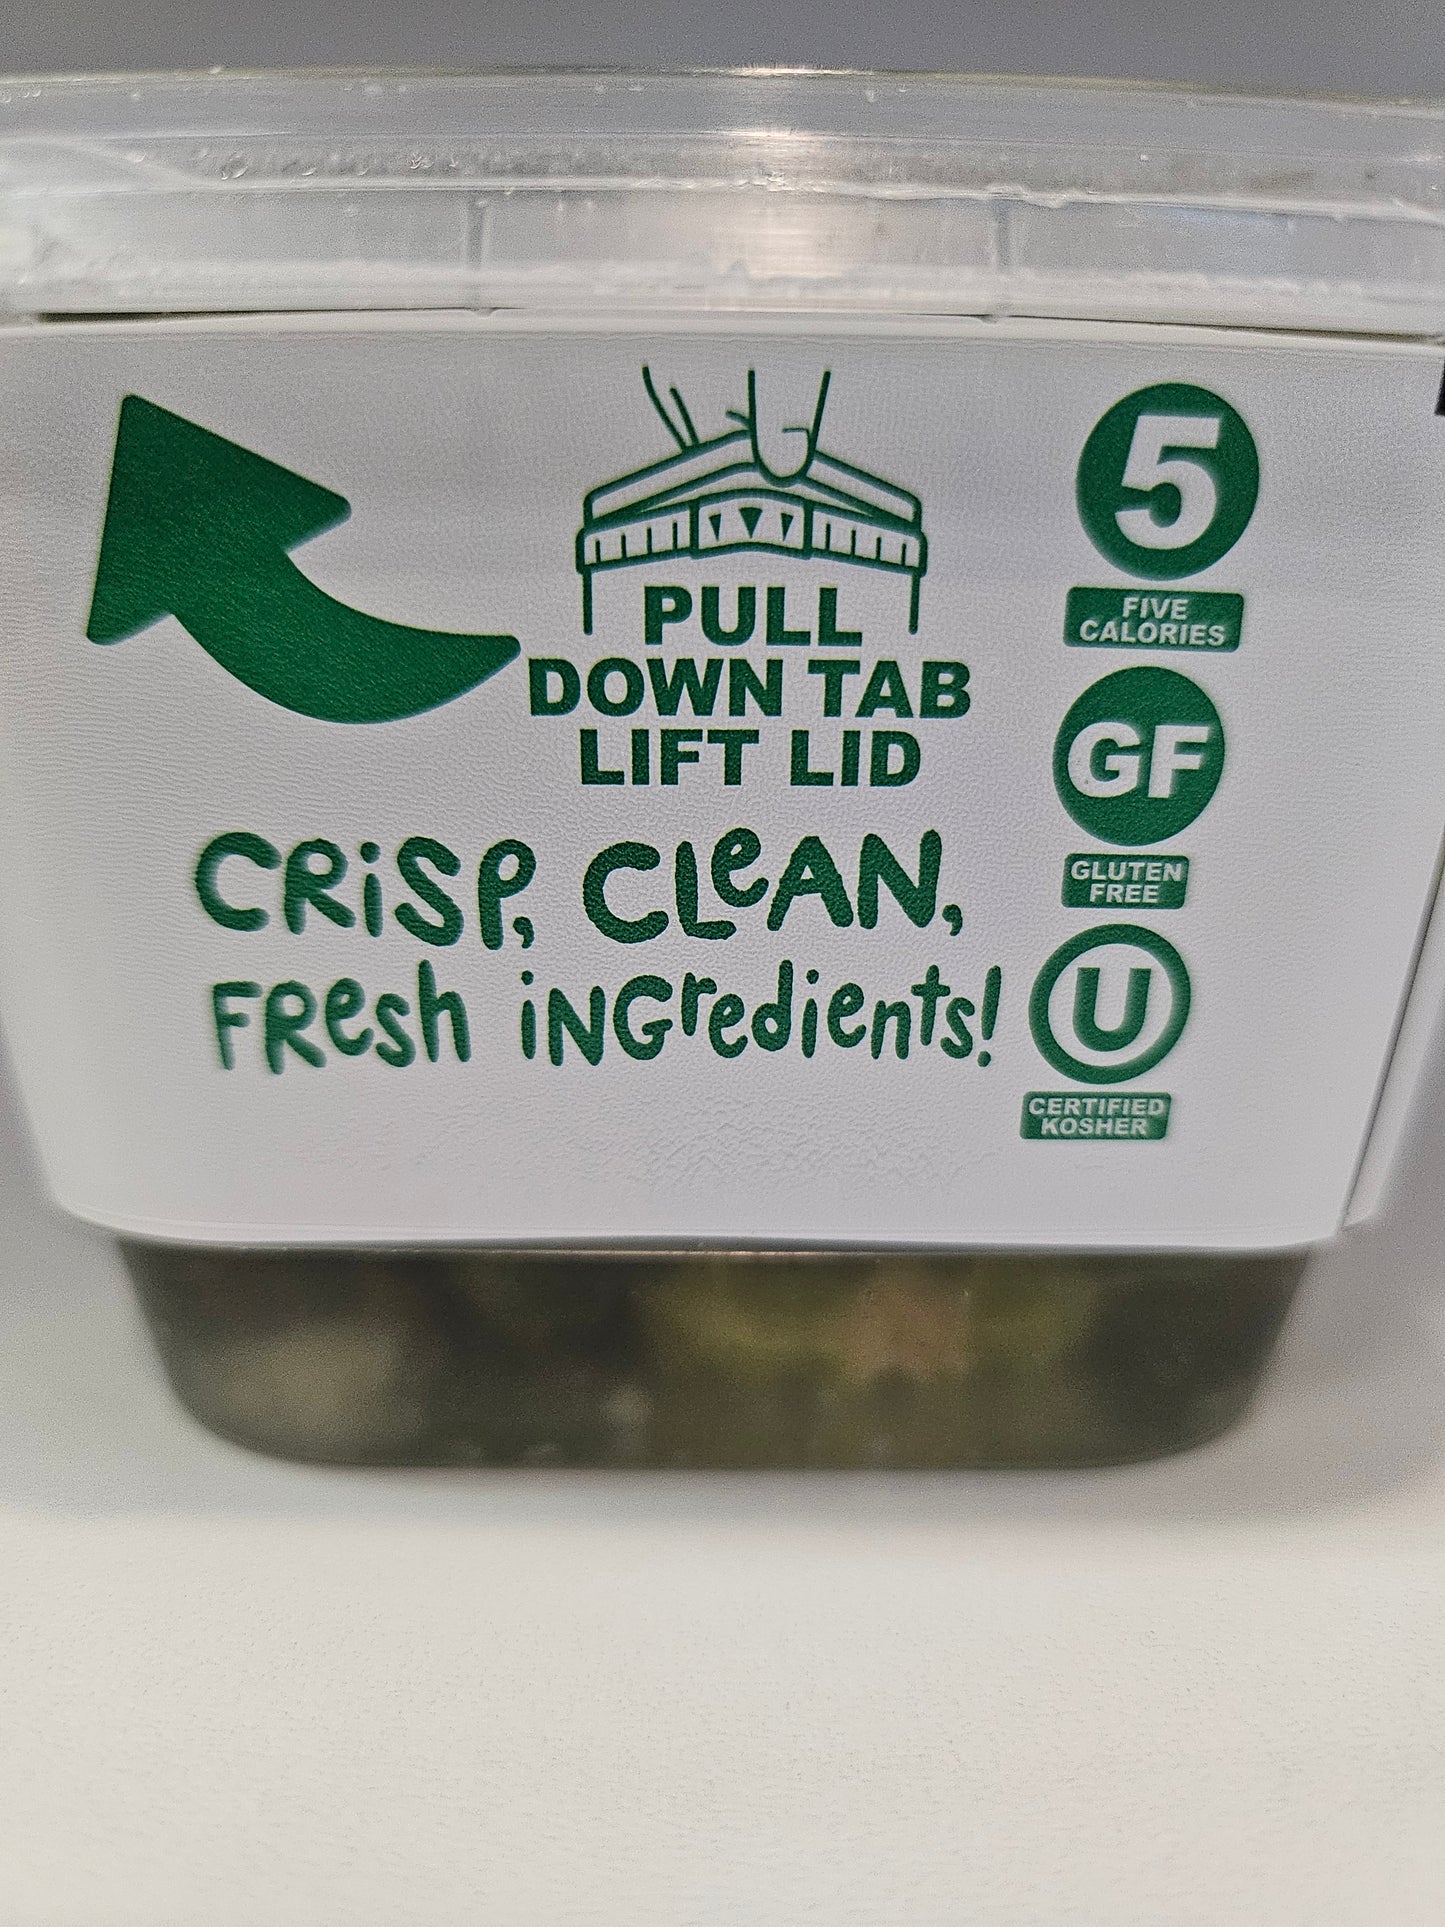 PULL
DOWN TAB
LIFT LID
CRiSP, CLeAN,
FResh iNGredients!
5
FIVE
CALORIES
GF
GLUTEN
FREE
U
CERTIFIED
KOSHER